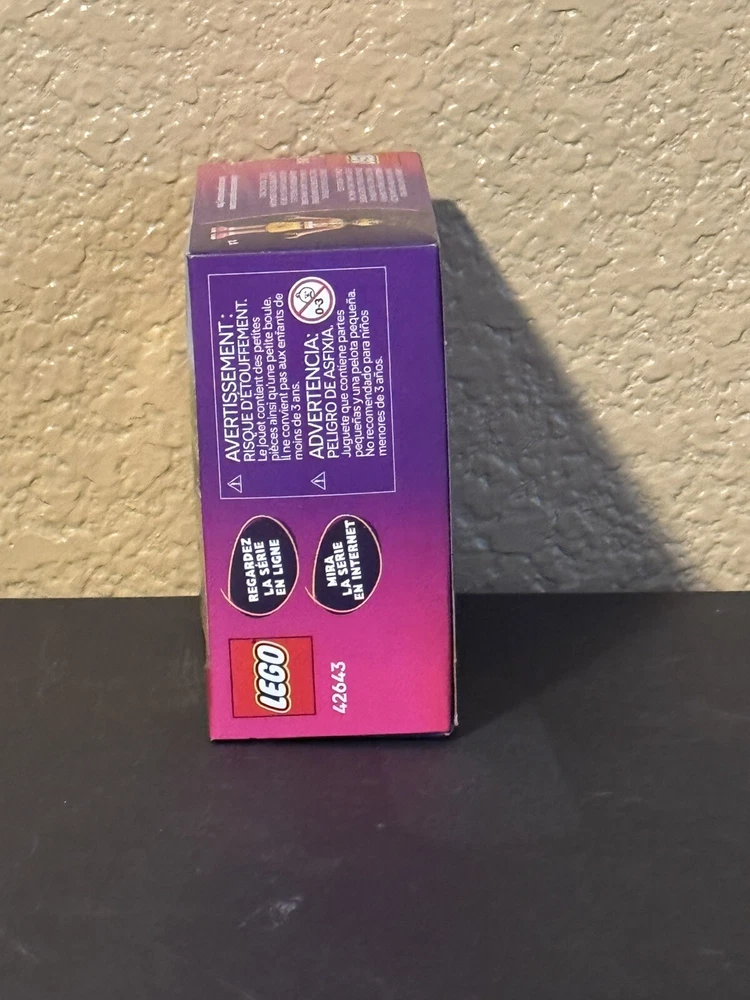 AVERTISSEMENT :
RISQUE D'ÉTOUFFEMENT.
Le jouet contient des petites
pièces ainsi qu'une petite boule.
Il ne convient pas aux enfants de
moins de 3 ans.
0-3
ADVERTENCIA:
PELIGRO DE ASFIXIA.
Juguete que contiene partes
pequeñas y una pelota pequeña.
No recomendado para niños
menores de 3 años.
REGARDEZ
LA SÉRIE
EN LIGNE
MIRA
LA SERIE
EN INTERNET
LEGO
42643